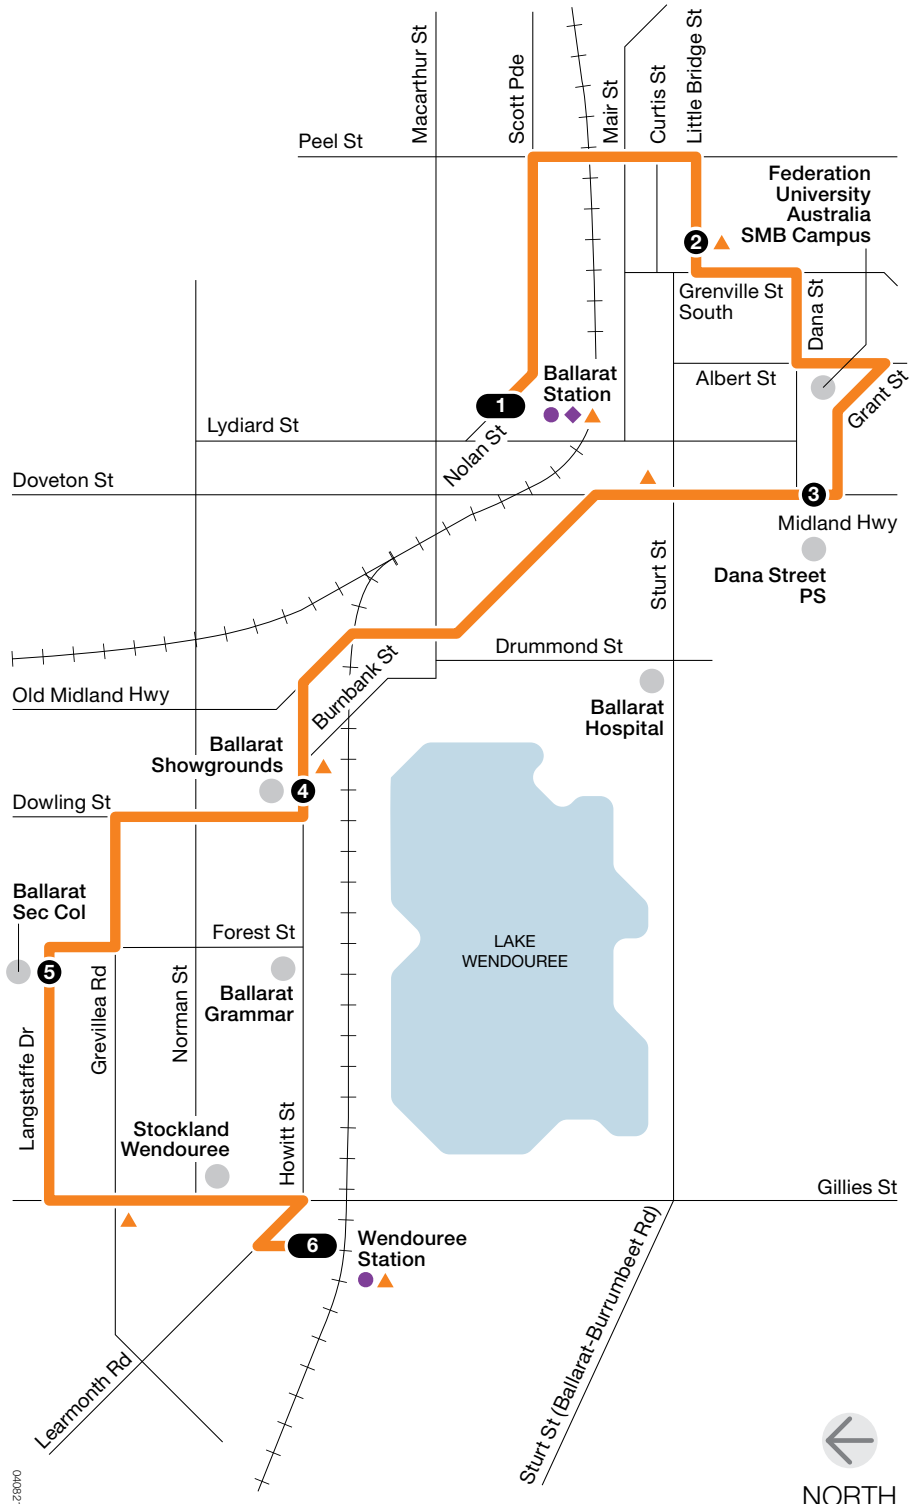 Macarthur St
Scott Pde
Mair St
Curtis St
Little Bridge St
Peel St
Federation
University
Australia
SMB Campus
2
Grenville St
South
Dana St
Ballarat
Station
1
Albert St
Grant St
Lydiard St
Nolan St
Doveton St
3
Midland Hwy
Sturt St
Dana Street
PS
Drummond St
Burnbank St
Old Midland Hwy
Ballarat
Hospital
Ballarat
Showgrounds
4
Dowling St
Ballarat
Sec Col
5
Forest St
LAKE
WENDOUREE
Ballarat
Grammar
Langstaffe Dr
Grevillea Rd
Norman St
Howitt St
Stockland
Wendouree
Gillies St
6
Wendouree
Station
Learmonth Rd
Sturt St (Ballarat-Burrumbeet Rd)
NORTH